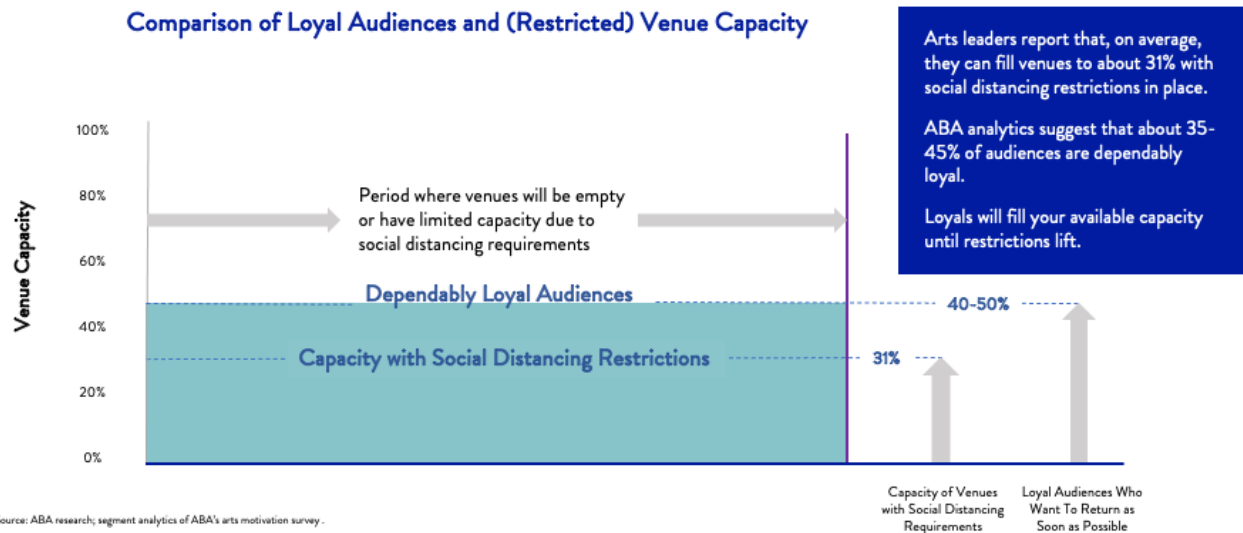 Comparison of Loyal Audiences and (Restricted) Venue Capacity
Arts leaders report that, on average,
they can fill venues to about 31% with
social distancing restrictions in place.
ABA analytics suggest that about 35-
45% of audiences are dependably
loyal.
Loyals will fill your available capacity
until restrictions lift.
Venue Capacity
100%
80%
60%
40%
20%
0%
Period where venues will be empty
or have limited capacity due to
social distancing requirements
Dependably Loyal Audiences
40-50%
Capacity with Social Distancing Restrictions
31%
Capacity of Venues
with Social Distancing
Requirements
Loyal Audiences Who
Want To Return as
Soon as Possible
ource: ABA research; segment analytics of ABA's arts motivation survey .